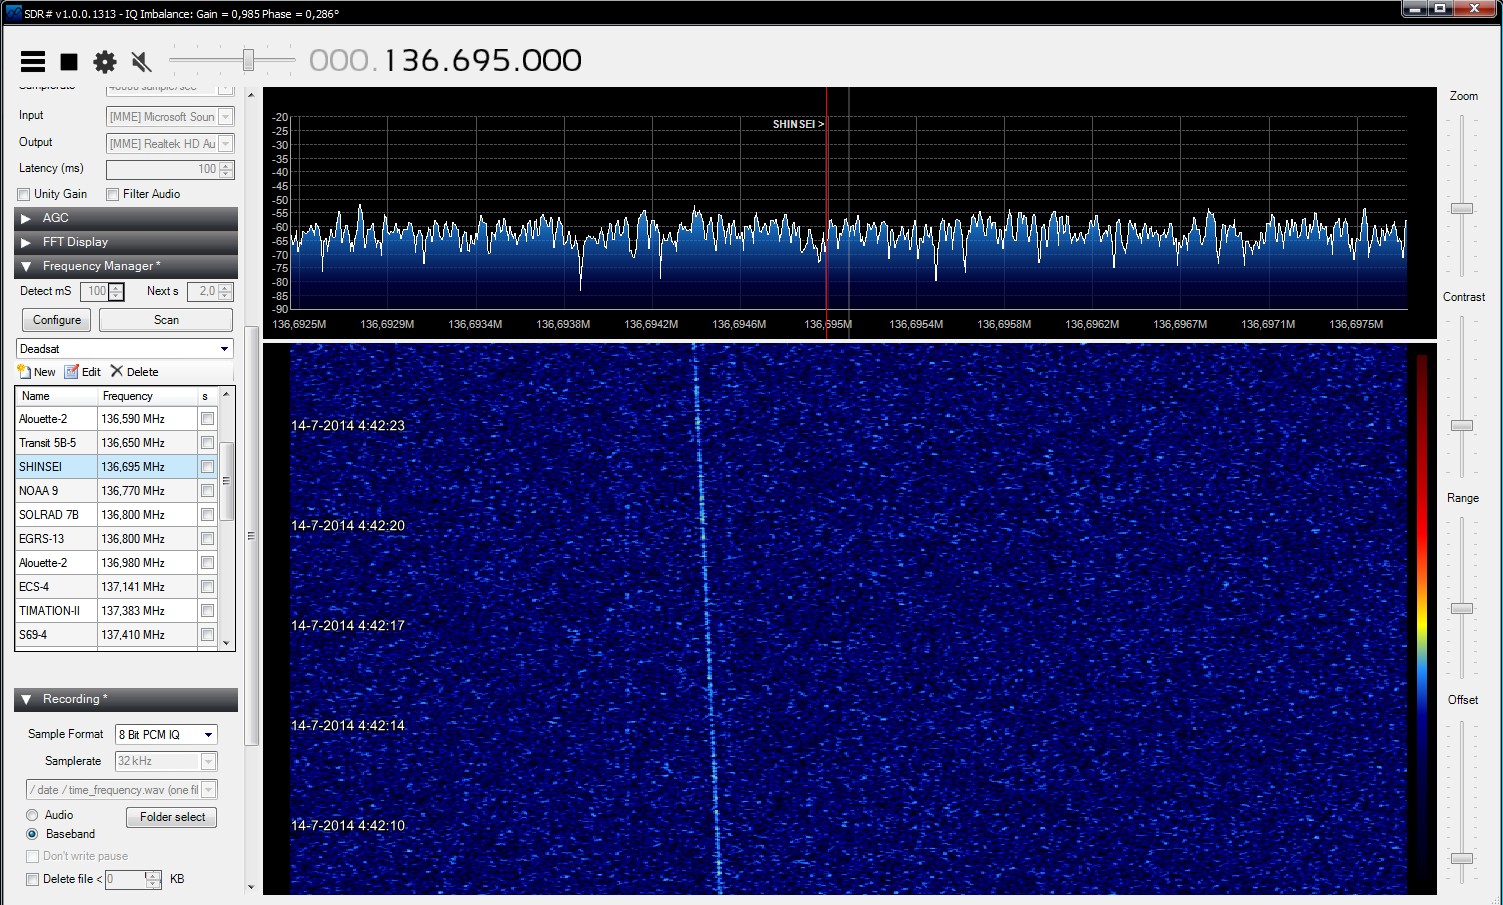 SDR# v1.0.0.1313 - IQ Imbalance: Gain = 0,985 Phase = 0,286°
000.136.695.000
Samplerate 48000 sample/sec
Input [MME] Microsoft Soun
Output [MME] Realtek HD Au
Latency (ms) 100
Unity Gain Filter Audio
AGC
FFT Display
Frequency Manager *
Detect mS 100 Next s 2,0
Configure Scan
Deadsat
New Edit Delete
Name Frequency s
Alouette-2 136,590 MHz
Transit 5B-5 136,650 MHz
SHINSEI 136,695 MHz
NOAA 9 136,770 MHz
SOLRAD 7B 136,800 MHz
EGRS-13 136,800 MHz
Alouette-2 136,980 MHz
ECS-4 137,141 MHz
TIMATION-II 137,383 MHz
S69-4 137,410 MHz
Recording *
Sample Format 8 Bit PCM IQ
Samplerate 32 kHz
/ date / time_frequency.wav (one fil
Audio
Folder select
Baseband
Don't write pause
Delete file < 0 KB
SHINSEI >
-20
-25
-30
-35
-40
-45
-50
-55
-60
-65
-70
-75
-80
-85
-90
136,6925M 136,6929M 136,6934M 136,6938M 136,6942M 136,6946M 136,695M 136,6954M 136,6958M 136,6962M 136,6967M 136,6971M 136,6975M
14-7-2014 4:42:23
14-7-2014 4:42:20
14-7-2014 4:42:17
14-7-2014 4:42:14
14-7-2014 4:42:10
Zoom
Contrast
Range
Offset